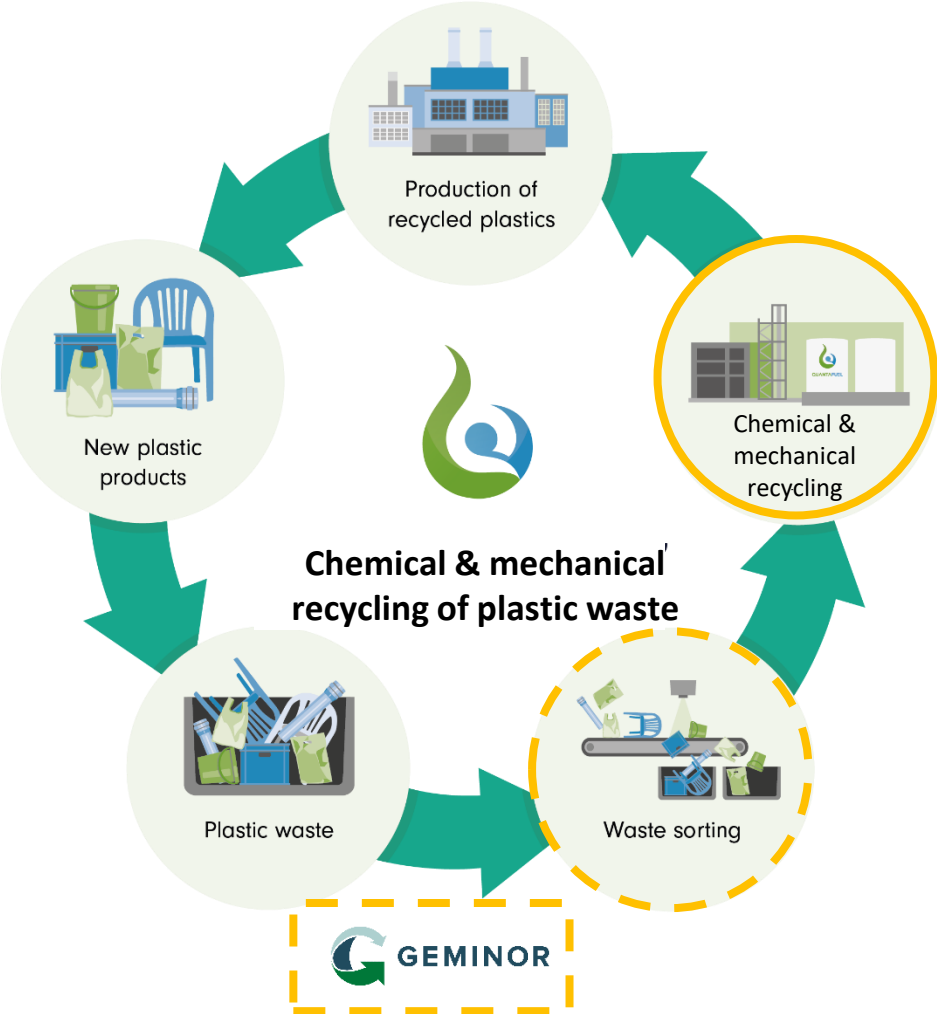 Production of
recycled plastics
New plastic
products
QUANTAFUEL
Chemical &
mechanical
recycling
Chemical & mechanical'
recycling of plastic waste
Plastic waste
Waste sorting
GEMINOR